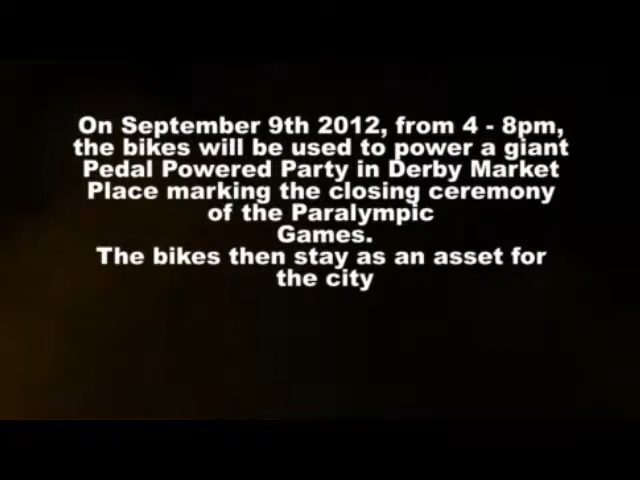 On September 9th 2012, from 4 - 8pm,
the bikes will be used to power a giant
Pedal Powered Party in Derby Market
Place marking the closing ceremony
of the Paralympic
Games.
The bikes then stay as an asset for
the city